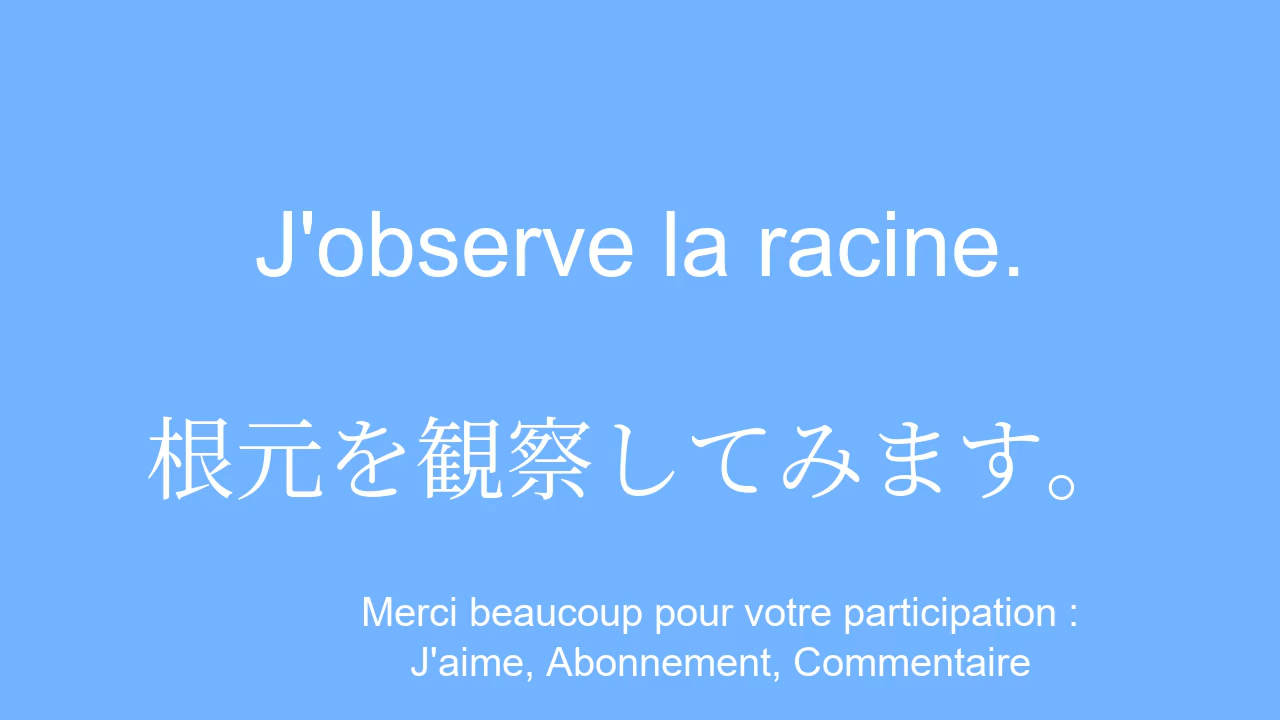 J'observe la racine.
根元を観察してみます。
Merci beaucoup pour votre participation :
J'aime, Abonnement, Commentaire